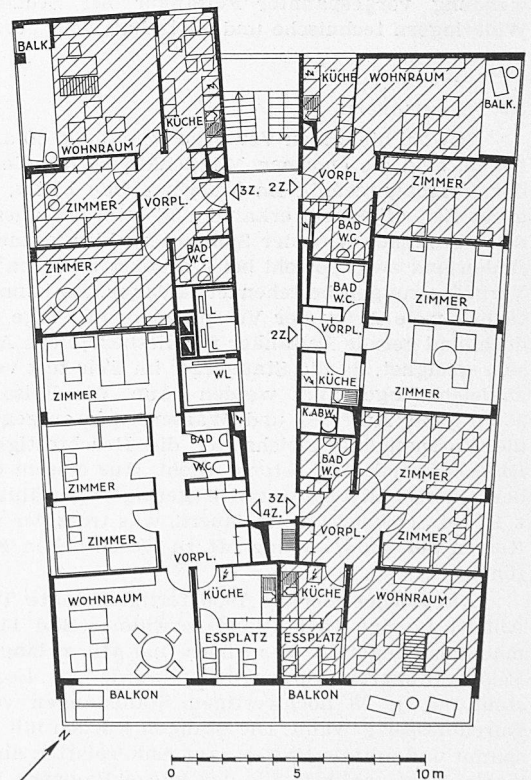 BALK.
WOHNRAUM
KÜCHE
KÜCHE
WOHNRAUM
BALK.
ZIMMER
VORPL.
3Z.
2Z.
VORPL.
ZIMMER
BAD
W.C.
BAD
W.C.
ZIMMER
L
BAD
W.C.
ZIMMER
2Z.
VORPL.
WL
KÜCHE
ZIMMER
ZIMMER
K.ABW.
BAD
W.C.
BAD
W.C.
ZIMMER
ZIMMER
3Z.
4Z.
ZIMMER
VORPL.
ZIMMER
VORPL.
WOHNRAUM
KÜCHE
KÜCHE
WOHNRAUM
ESSPLATZ
ESSPLATZ
BALKON
BALKON
N
0
5
10 m